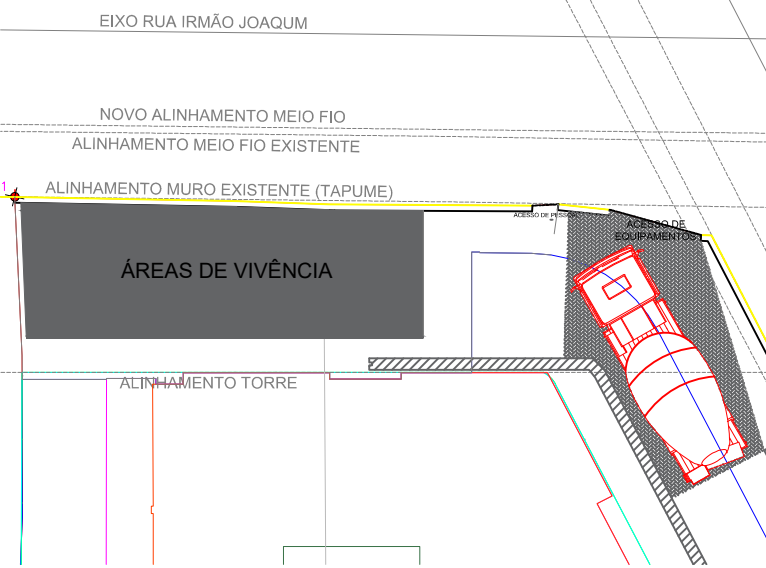 EIXO RUA IRMÃO JOAQUM
NOVO ALINHAMENTO MEIO FIO
ALINHAMENTO MEIO FIO EXISTENTE
1
ALINHAMENTO MURO EXISTENTE (TAPUME)
ACESSO DE PESSOAS
ACESSO DE
EQUIPAMENTOS
ÁREAS DE VIVÊNCIA
ALINHAMENTO TORRE